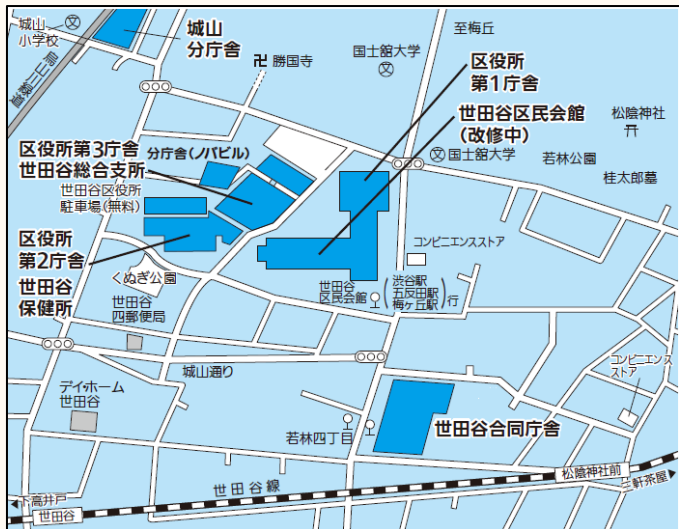 城山
小学校
城山
分庁舎
勝国寺
国士舘大学
至梅丘
区役所
第1庁舎
世田谷区民会館
(改修中)
松陰神社
国士舘大学
若林公園
桂太郎墓
区役所第3庁舎
世田谷総合支所
分庁舎(ノバビル)
世田谷区役所
駐車場(無料)
区役所
第2庁舎
世田谷
保健所
くぬぎ公園
世田谷
四郵便局
コンビニエンスストア
世田谷
区民会館
(渋谷駅
五反田駅
梅ヶ丘駅)行
城山通り
コンビニエンス
ストア
デイ・ホーム
世田谷
若林四丁目
世田谷合同庁舎
世田谷線
松陰神社前
三軒茶屋
下高井戸
世田谷